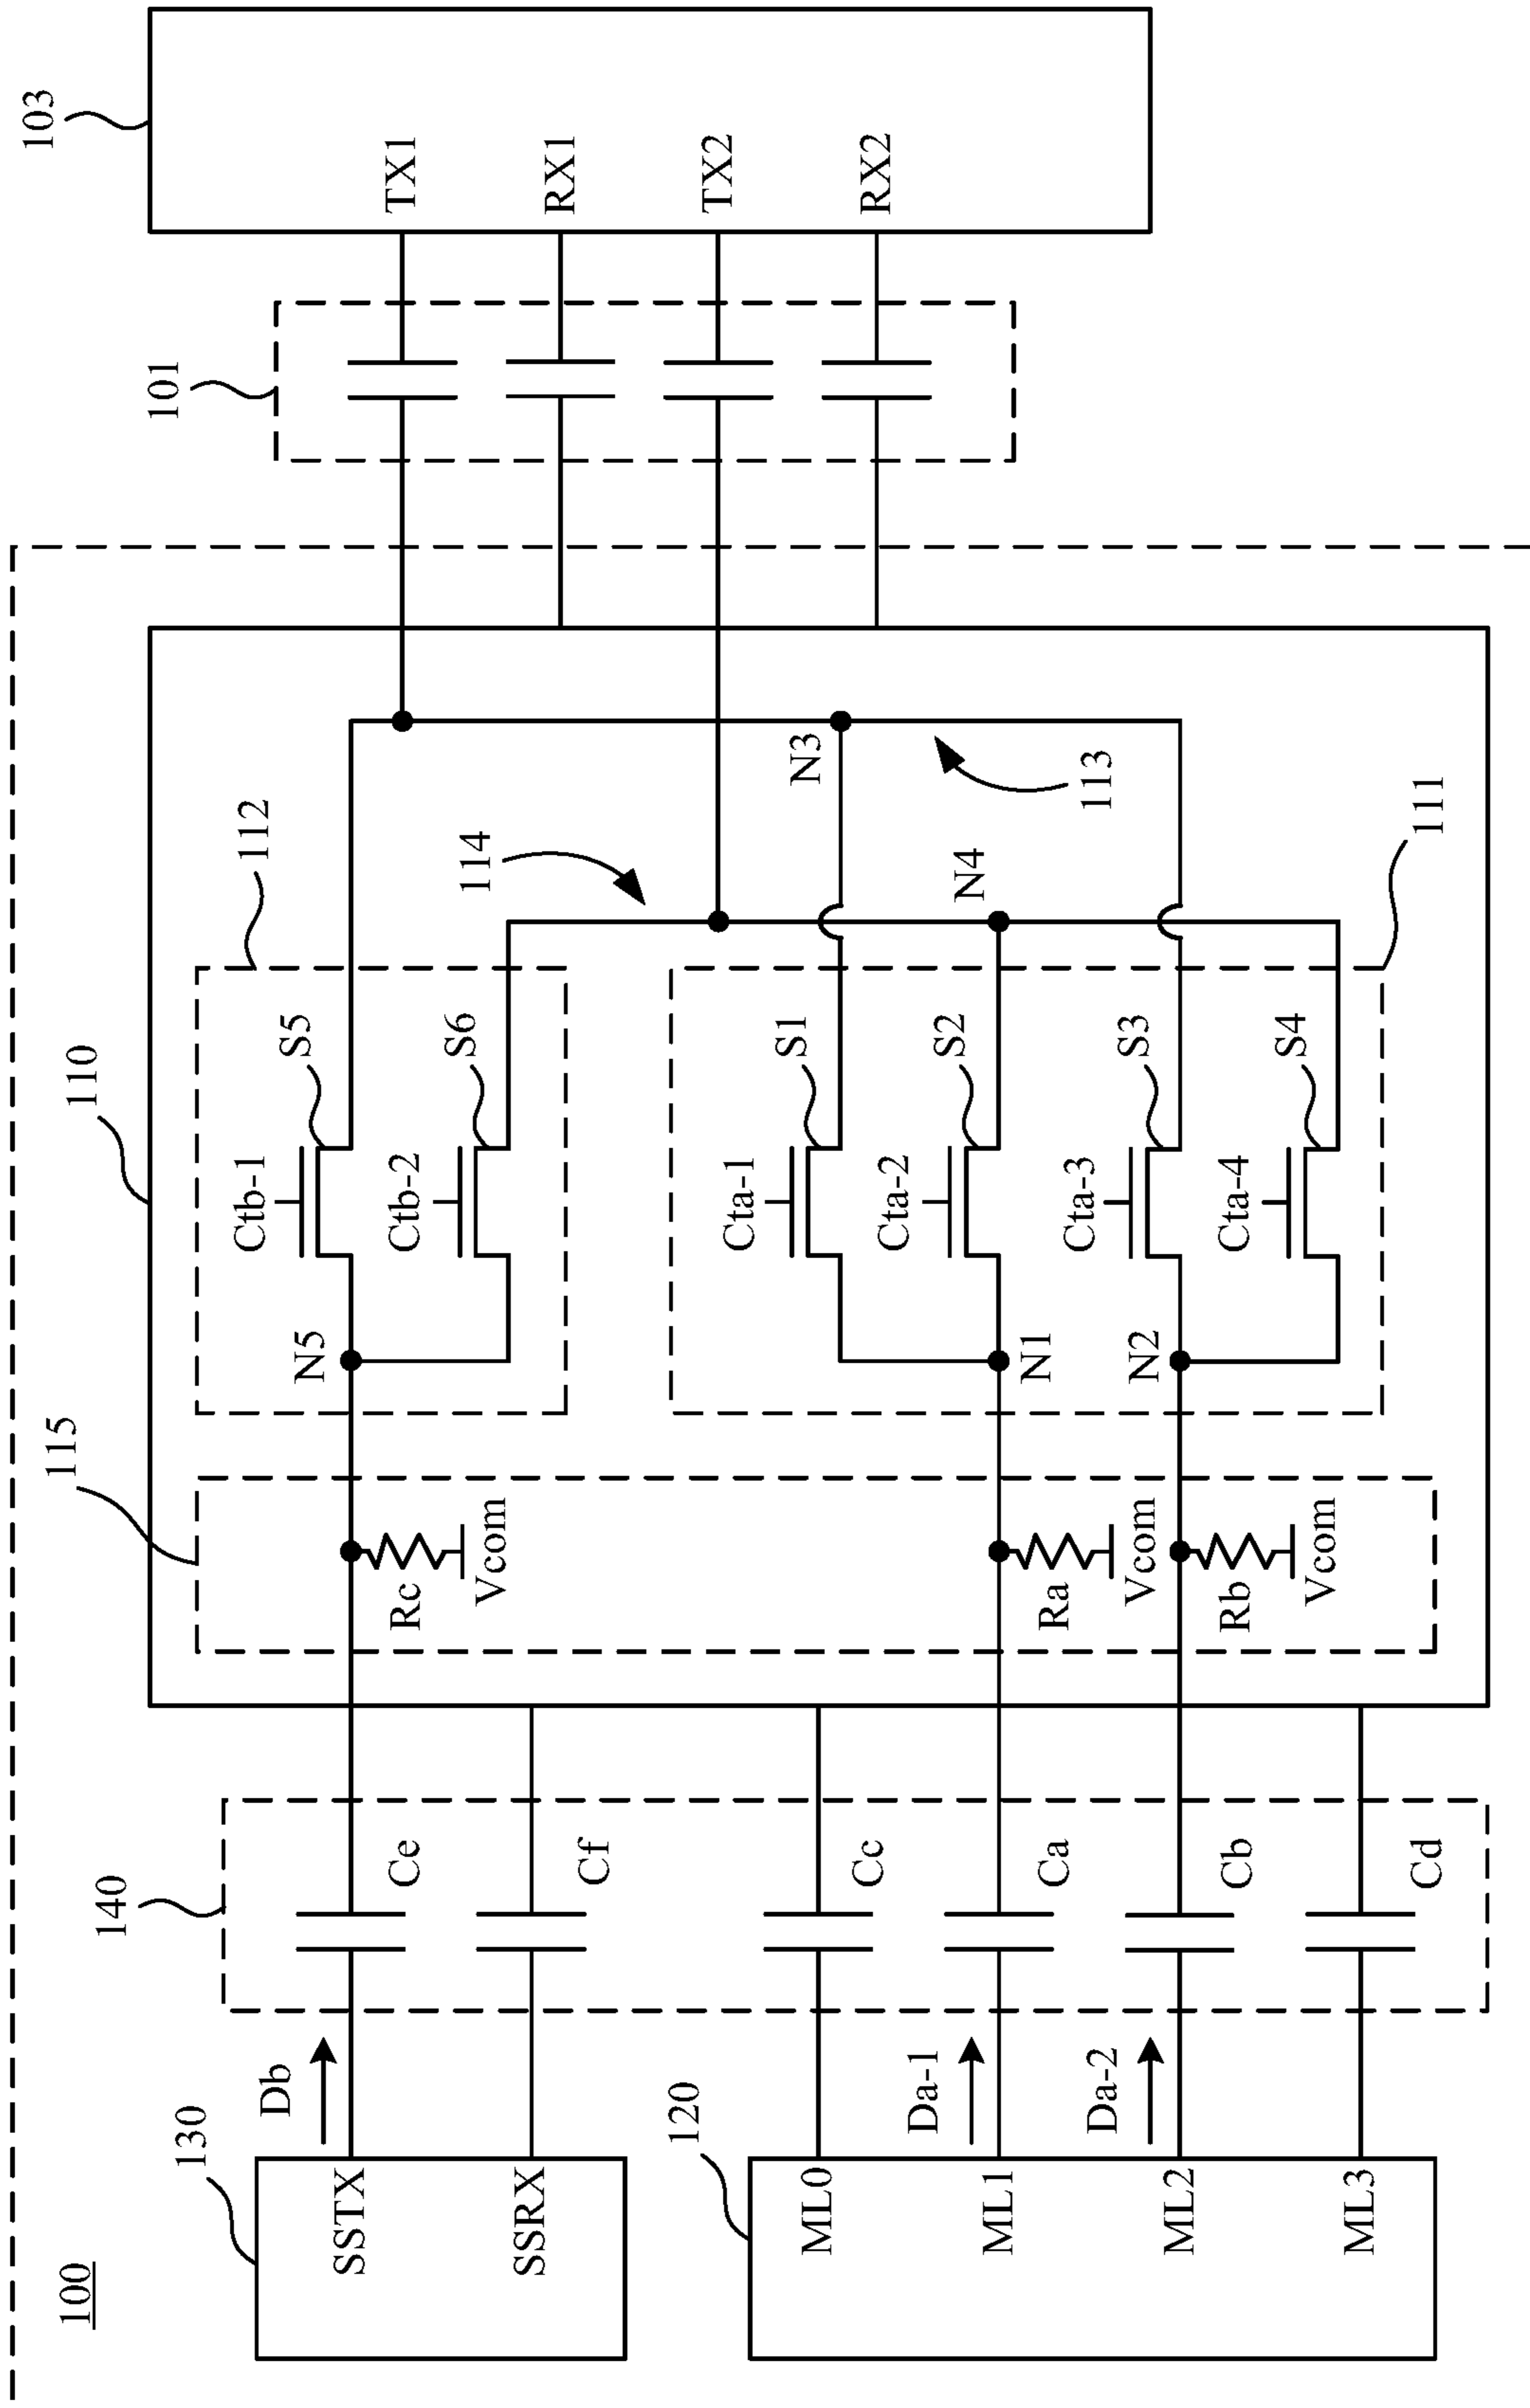 100
130
SSTX
SSRX
Db
120
ML0
ML1
ML2
ML3
Da-1
Da-2
140
Ce
Cf
Cc
Ca
Cb
Cd
110
115
Rc
Vcom
Ra
Vcom
Rb
Vcom
112
N5
Ctb-1
S5
Ctb-2
S6
111
N1
N2
Cta-1
S1
Cta-2
S2
Cta-3
S3
Cta-4
S4
114
N4
N3
113
101
103
TX1
RX1
TX2
RX2